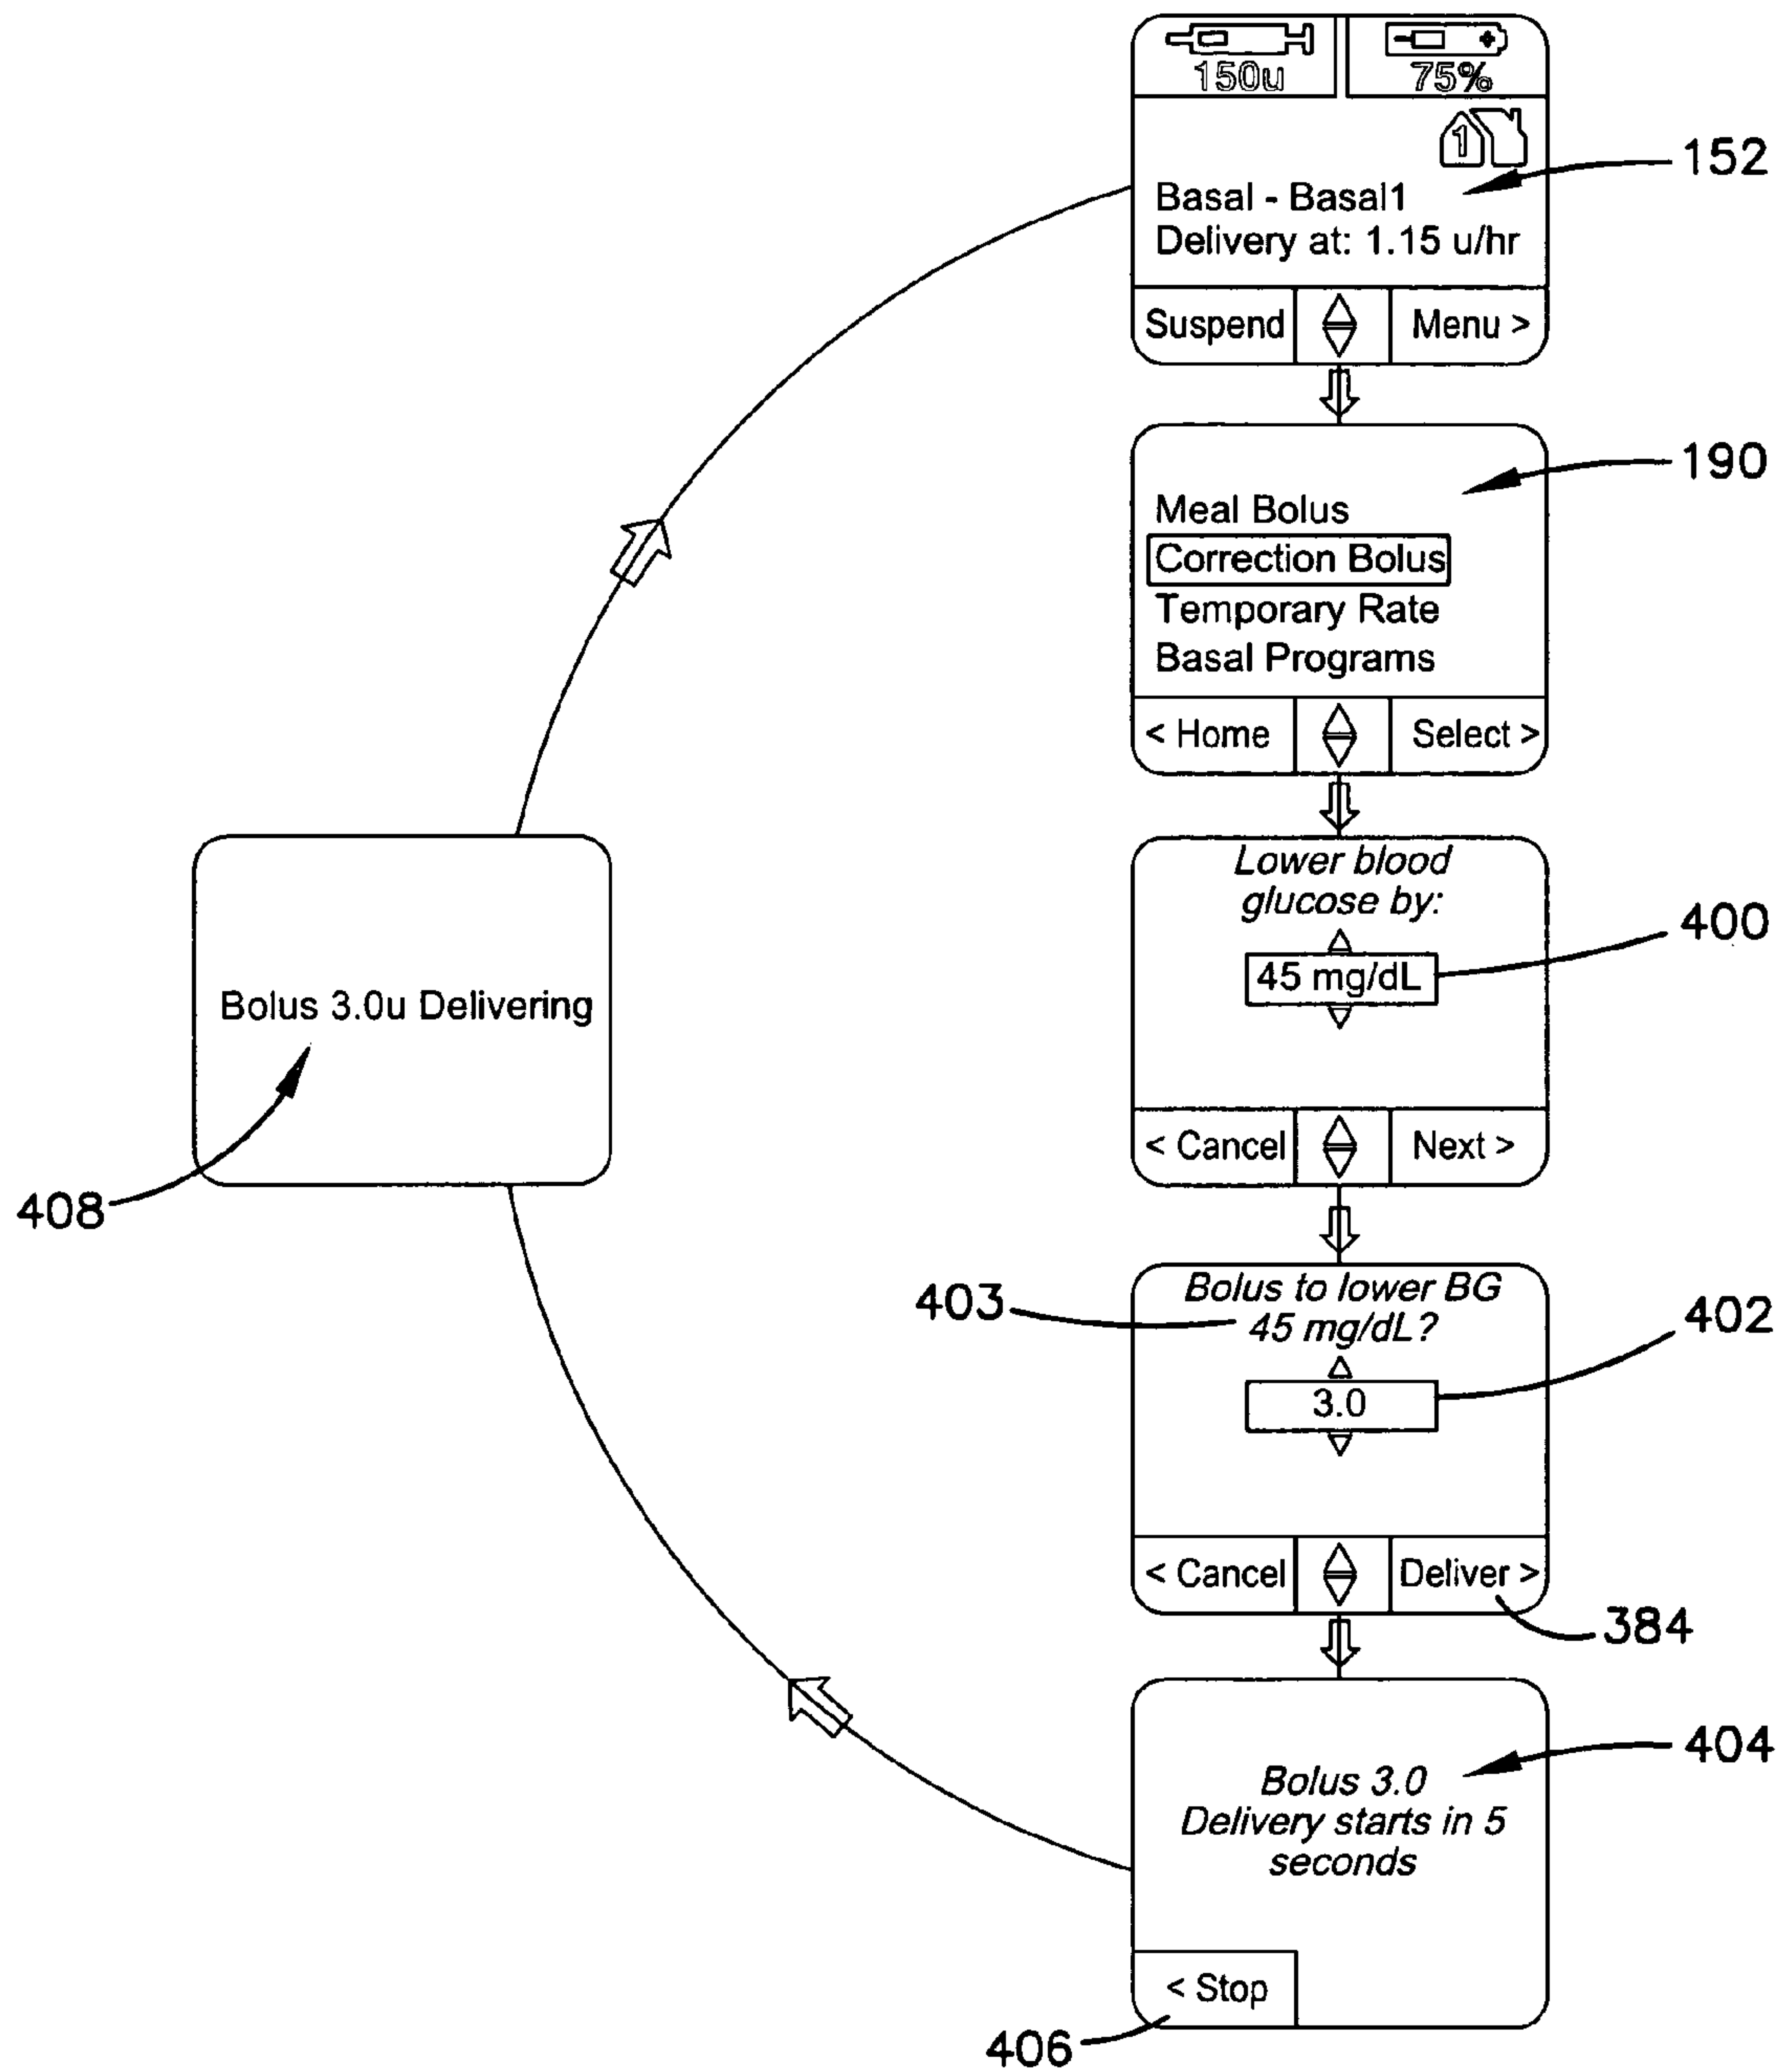 150u
75%
1
152
Basal - Basal1
Delivery at: 1.15 u/hr
Suspend
Menu >
190
Meal Bolus
Correction Bolus
Temporary Rate
Basal Programs
< Home
Select >
Lower blood
glucose by:
400
45 mg/dL
Bolus 3.0u Delivering
< Cancel
Next >
408
403
Bolus to lower BG
45 mg/dL?
402
3.0
< Cancel
Deliver >
384
404
Bolus 3.0
Delivery starts in 5
seconds
< Stop
406